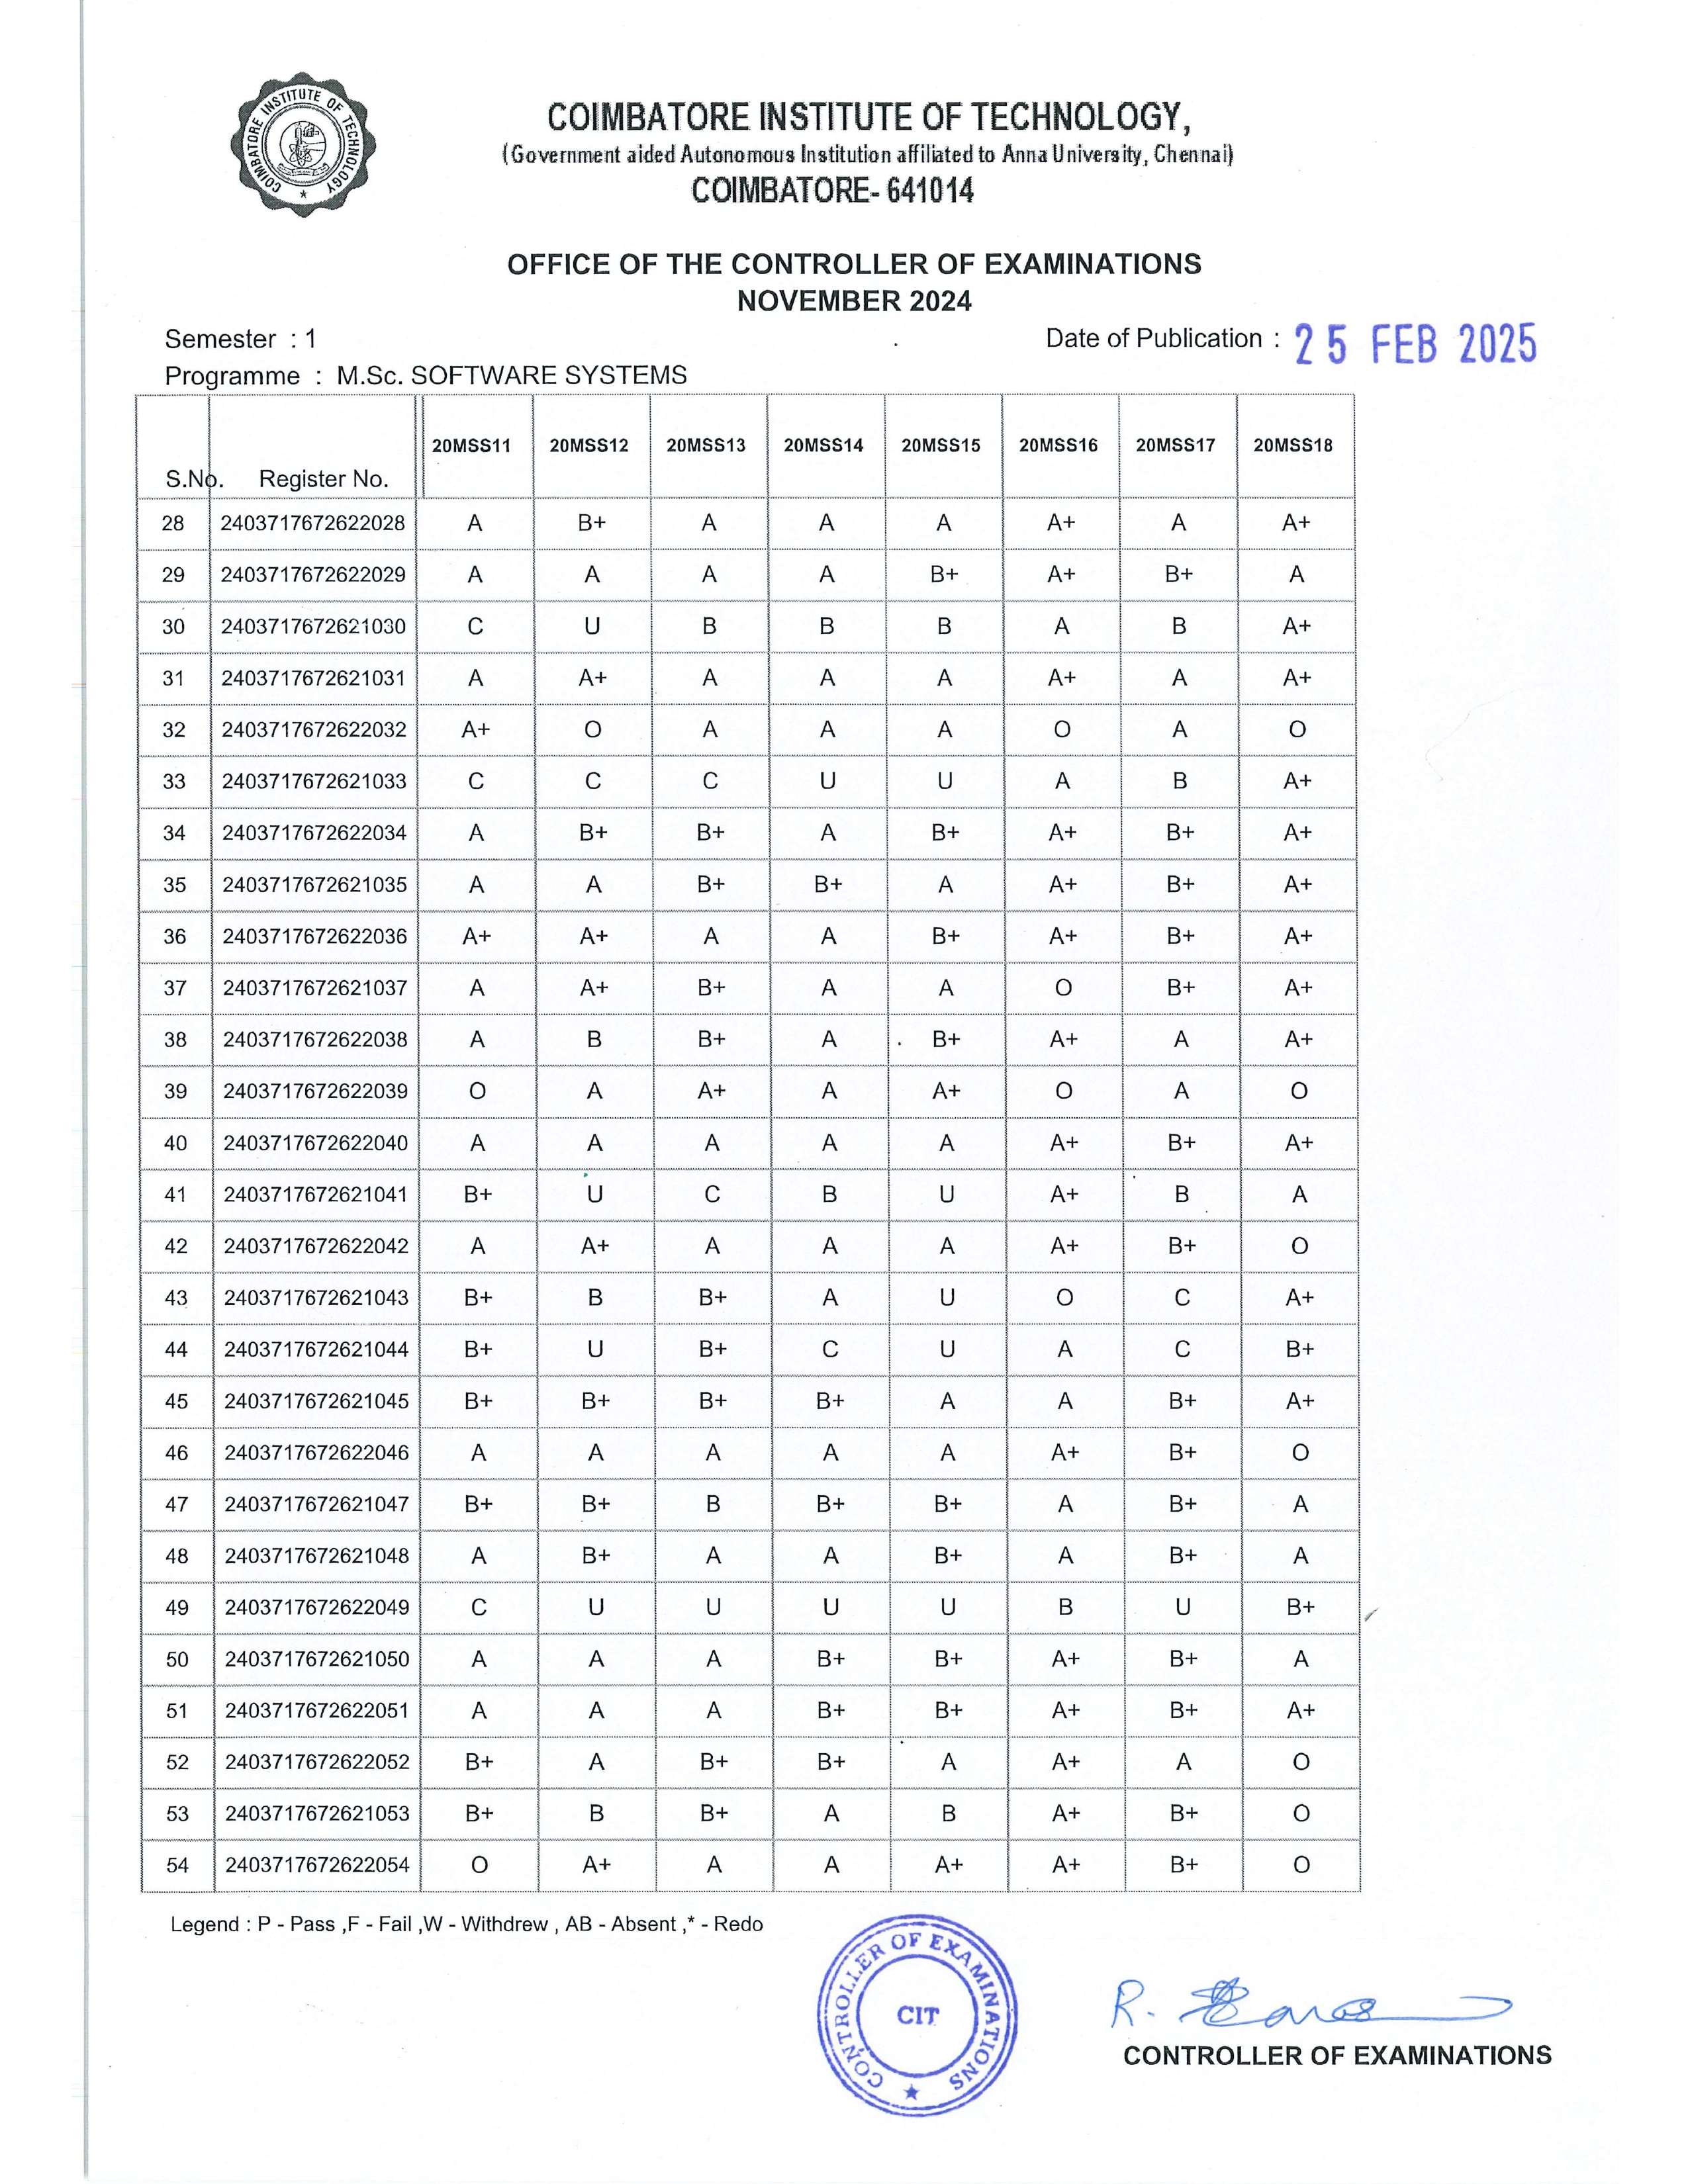 COIMBATORE INSTITUTE OF TECHNOLOGY
COIMBATORE INSTITUTE OF TECHNOLOGY,
(Government aided Autonomous Institution affiliated to Anna University, Chennai)
COIMBATORE- 641014
OFFICE OF THE CONTROLLER OF EXAMINATIONS
NOVEMBER 2024
Semester : 1 Date of Publication : 25 FEB 2025
Programme : M.Sc. SOFTWARE SYSTEMS
S.No. Register No. 20MSS11 20MSS12 20MSS13 20MSS14 20MSS15 20MSS16 20MSS17 20MSS18
28 2403717672622028 A B+ A A A A+ A A+
29 2403717672622029 A A A A B+ A+ B+ A
30 2403717672621030 C U B B B A B A+
31 2403717672621031 A A+ A A A A+ A A+
32 2403717672622032 A+ O A A A O A O
33 2403717672621033 C C C U U A B A+
34 2403717672622034 A B+ B+ A B+ A+ B+ A+
35 2403717672621035 A A B+ B+ A A+ B+ A+
36 2403717672622036 A+ A+ A A B+ A+ B+ A+
37 2403717672621037 A A+ B+ A A O B+ A+
38 2403717672622038 A B B+ A B+ A+ A A+
39 2403717672622039 O A A+ A A+ O A O
40 2403717672622040 A A A A A A+ B+ A+
41 2403717672621041 B+ U C B U A+ B A
42 2403717672622042 A A+ A A A A+ B+ O
43 2403717672621043 B+ B B+ A U O C A+
44 2403717672621044 B+ U B+ C U A C B+
45 2403717672621045 B+ B+ B+ B+ A A B+ A+
46 2403717672622046 A A A A A A+ B+ O
47 2403717672621047 B+ B+ B B+ B+ A B+ A
48 2403717672621048 A B+ A A B+ A B+ A
49 2403717672622049 C U U U U B U B+
50 2403717672621050 A A A B+ B+ A+ B+ A
51 2403717672622051 A A A B+ B+ A+ B+ A+
52 2403717672622052 B+ A B+ B+ A A+ A O
53 2403717672621053 B+ B B+ A B A+ B+ O
54 2403717672622054 O A+ A A A+ A+ B+ O
Legend : P - Pass ,F - Fail ,W - Withdrew , AB - Absent ,* - Redo
CONTROLLER OF EXAMINATIONS
CIT
R.
CONTROLLER OF EXAMINATIONS